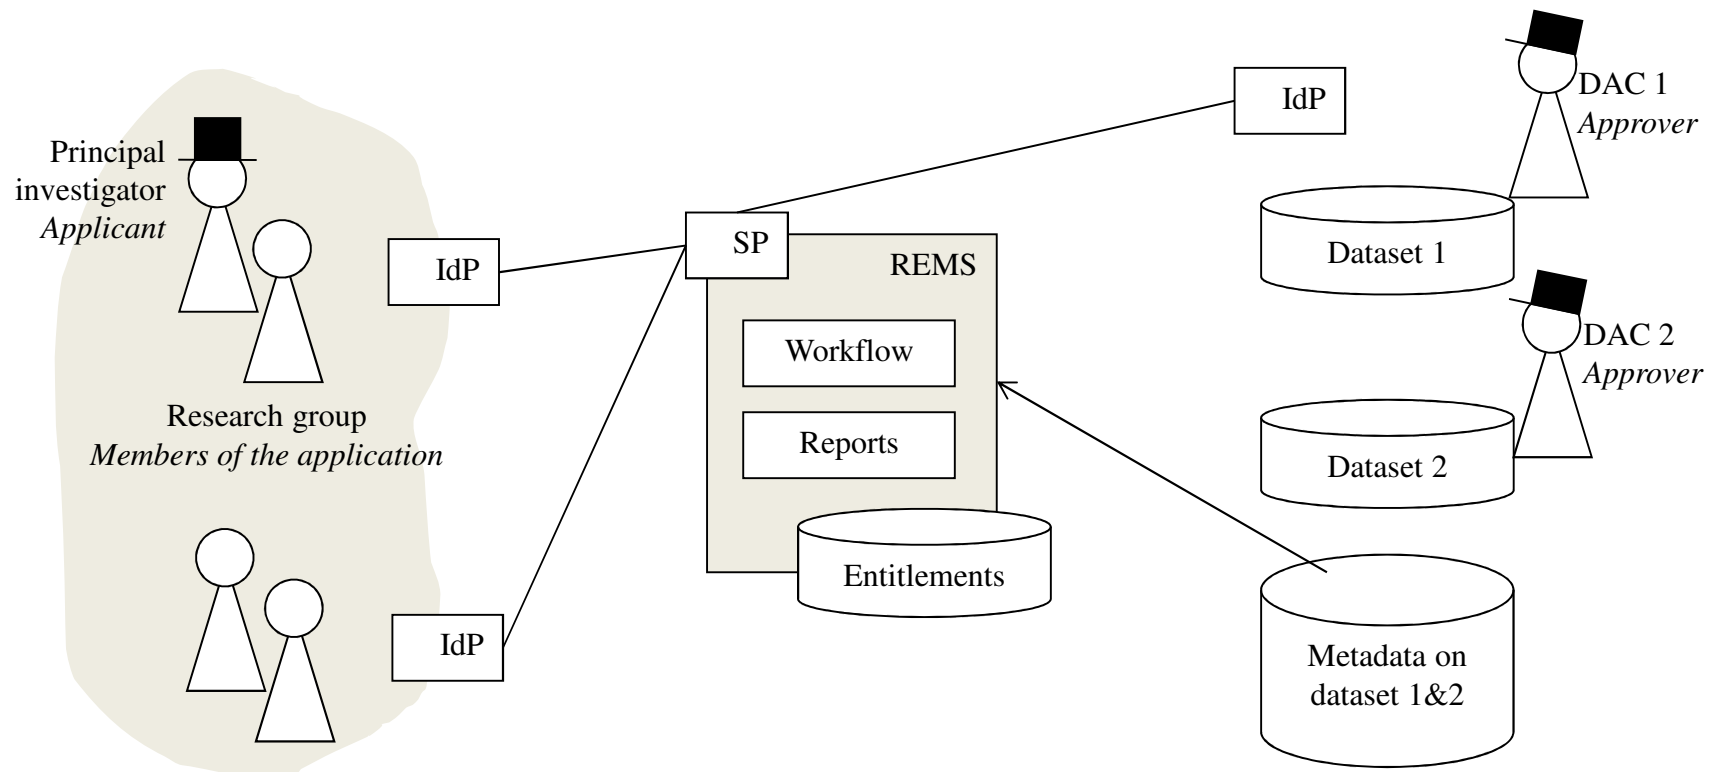 Principal
investigator
Applicant
IdP
Research group
Members of the application
IdP
SP
REMS
Workflow
Reports
Entitlements
IdP
DAC 1
Approver
Dataset 1
DAC 2
Approver
Dataset 2
Metadata on
dataset 1&2